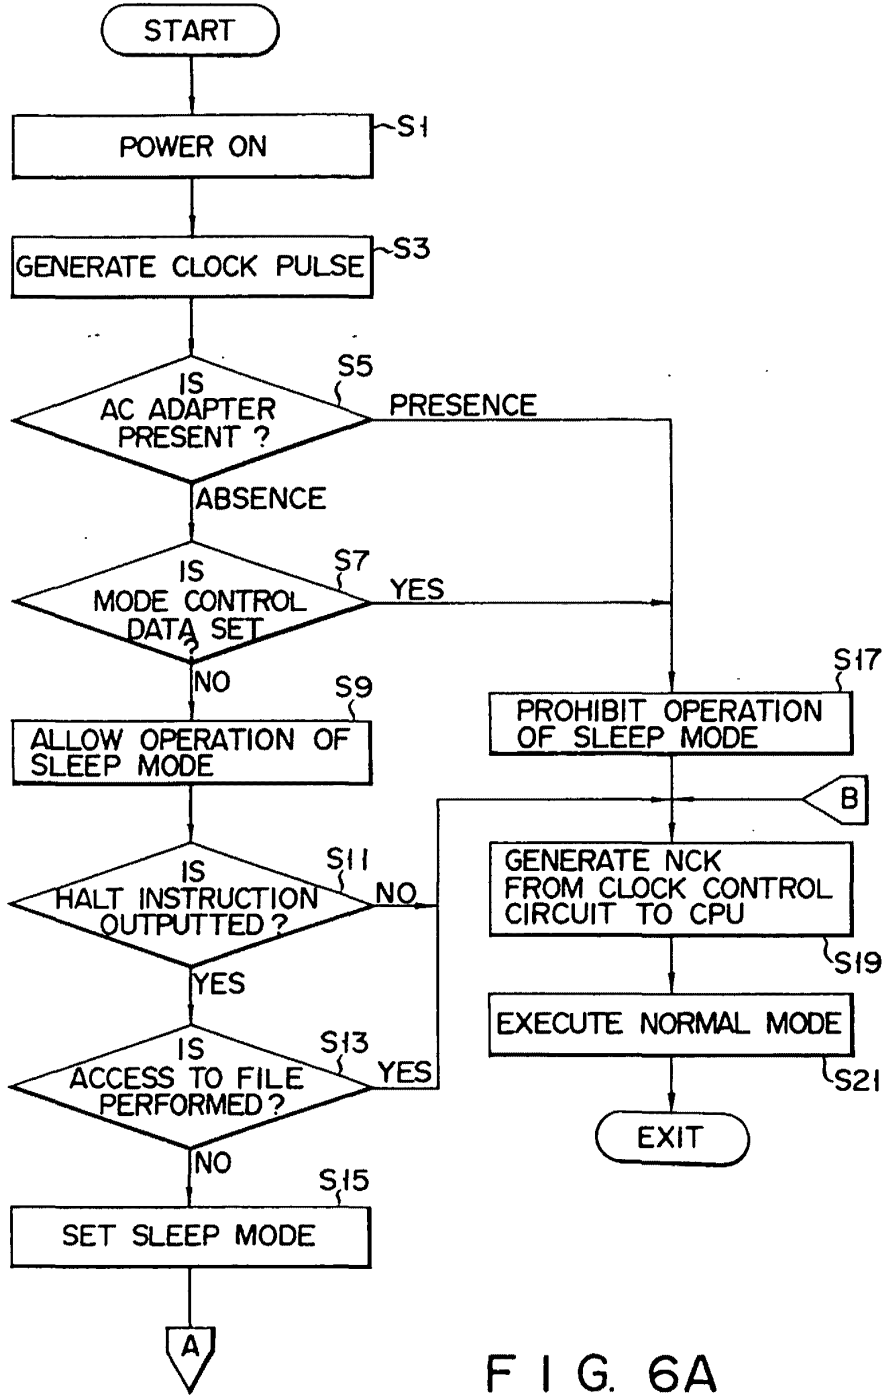 START
POWER ON
S1
GENERATE CLOCK PULSE
S3
IS
AC ADAPTER
PRESENT ?
S5
PRESENCE
ABSENCE
IS
MODE CONTROL
DATA SET
?
S7
YES
NO
S9
ALLOW OPERATION OF
SLEEP MODE
IS
HALT INSTRUCTION
OUTPUTTED ?
S11
NO
YES
IS
ACCESS TO FILE
PERFORMED ?
S13
YES
NO
S15
SET SLEEP MODE
A
S17
PROHIBIT OPERATION
OF SLEEP MODE
B
GENERATE NCK
FROM CLOCK CONTROL
CIRCUIT TO CPU
S19
EXECUTE NORMAL MODE
S21
EXIT
FIG. 6A